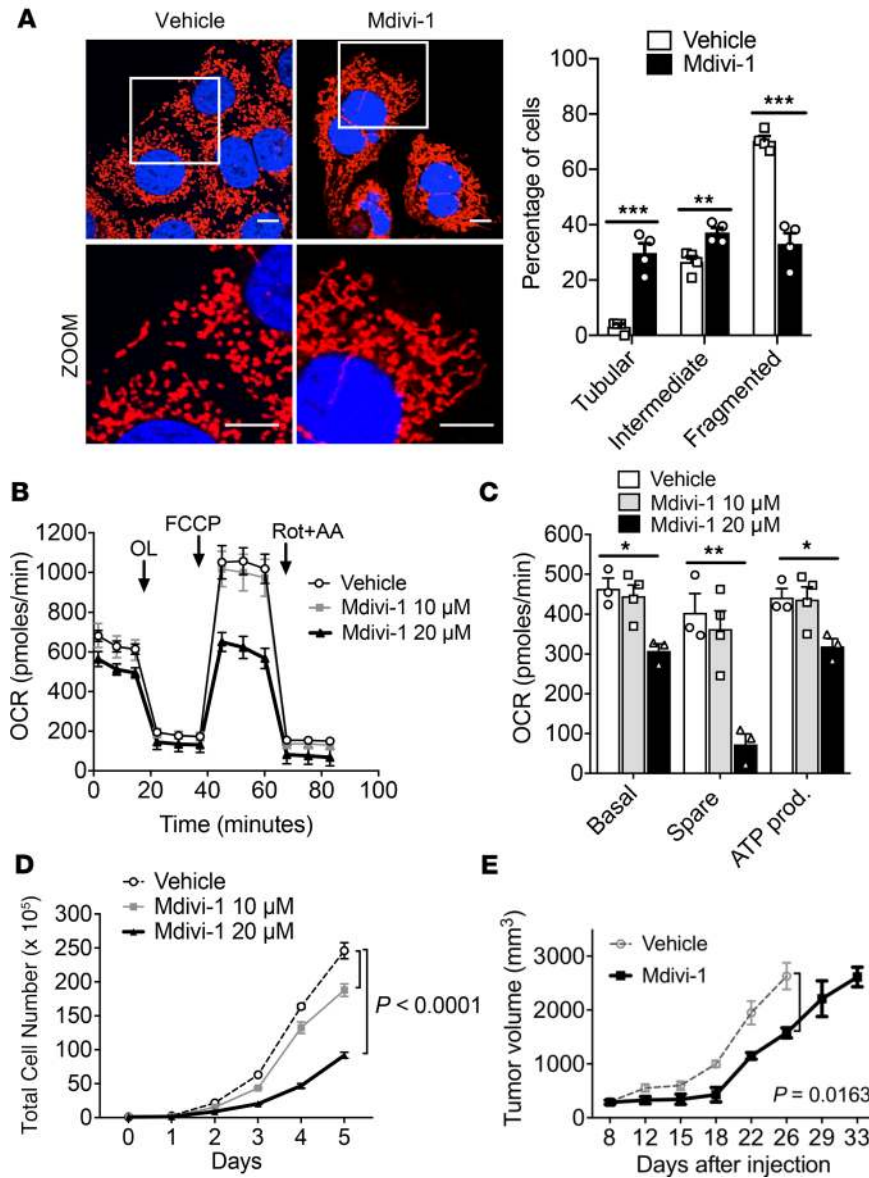 A
Vehicle
Mdivi-1
ZOOM
Vehicle
Mdivi-1
Percentage of cells
100
80
60
40
20
0
***
**
***
Tubular
Intermediate
Fragmented
B
OCR (pmoles/min)
1200
1000
800
600
400
200
0
OL
FCCP
Rot+AA
Vehicle
Mdivi-1 10 µM
Mdivi-1 20 µM
0 20 40 60 80 100
Time (minutes)
C
Vehicle
Mdivi-1 10 µM
Mdivi-1 20 µM
OCR (pmoles/min)
600
500
400
300
200
100
0
*
**
*
Basal
Spare
ATP prod.
D
Vehicle
Mdivi-1 10 µM
Mdivi-1 20 µM
Total Cell Number (x 10⁵)
300
250
200
150
100
50
0
P < 0.0001
0 1 2 3 4 5
Days
E
Vehicle
Mdivi-1
Tumor volume (mm³)
3000
2000
1000
0
P = 0.0163
8 12 15 18 22 26 29 33
Days after injection